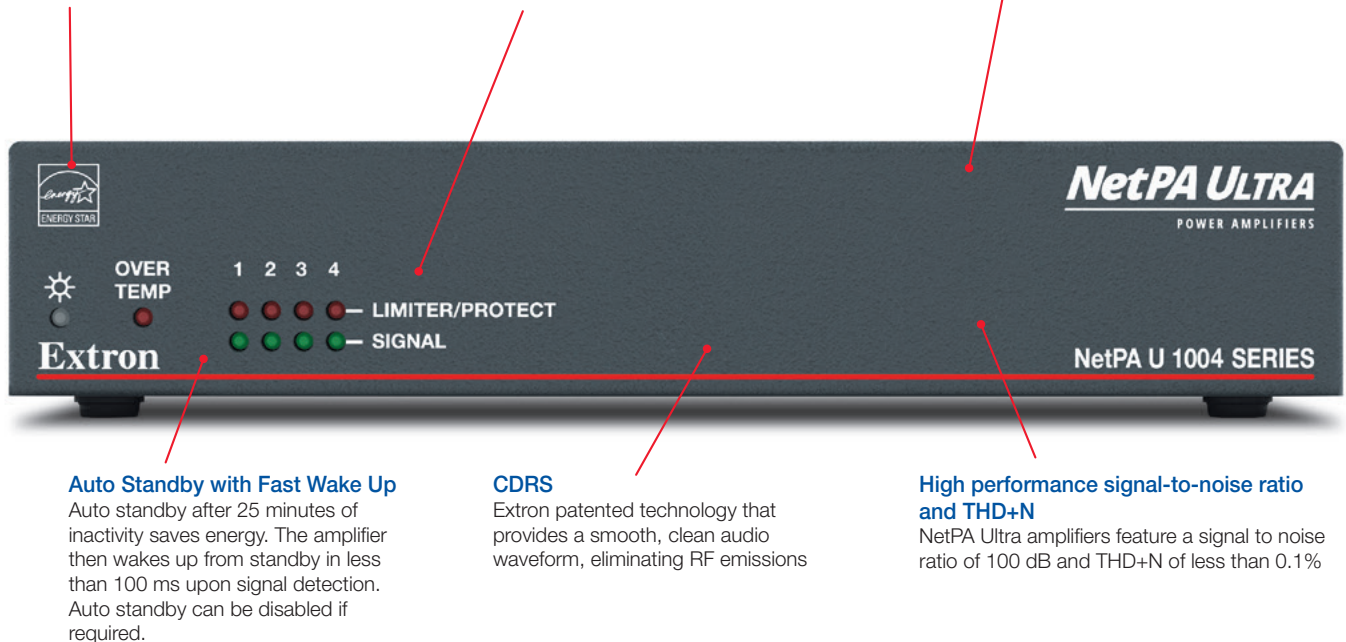 energy
ENERGY STAR
NetPA ULTRA
POWER AMPLIFIERS
OVER
TEMP
1 2 3 4
LIMITER/PROTECT
SIGNAL
Extron
NetPA U 1004 SERIES
Auto Standby with Fast Wake Up
Auto standby after 25 minutes of
inactivity saves energy. The amplifier
then wakes up from standby in less
than 100 ms upon signal detection.
Auto standby can be disabled if
required.
CDRS
Extron patented technology that
provides a smooth, clean audio
waveform, eliminating RF emissions
High performance signal-to-noise ratio
and THD+N
NetPA Ultra amplifiers feature a signal to noise
ratio of 100 dB and THD+N of less than 0.1%